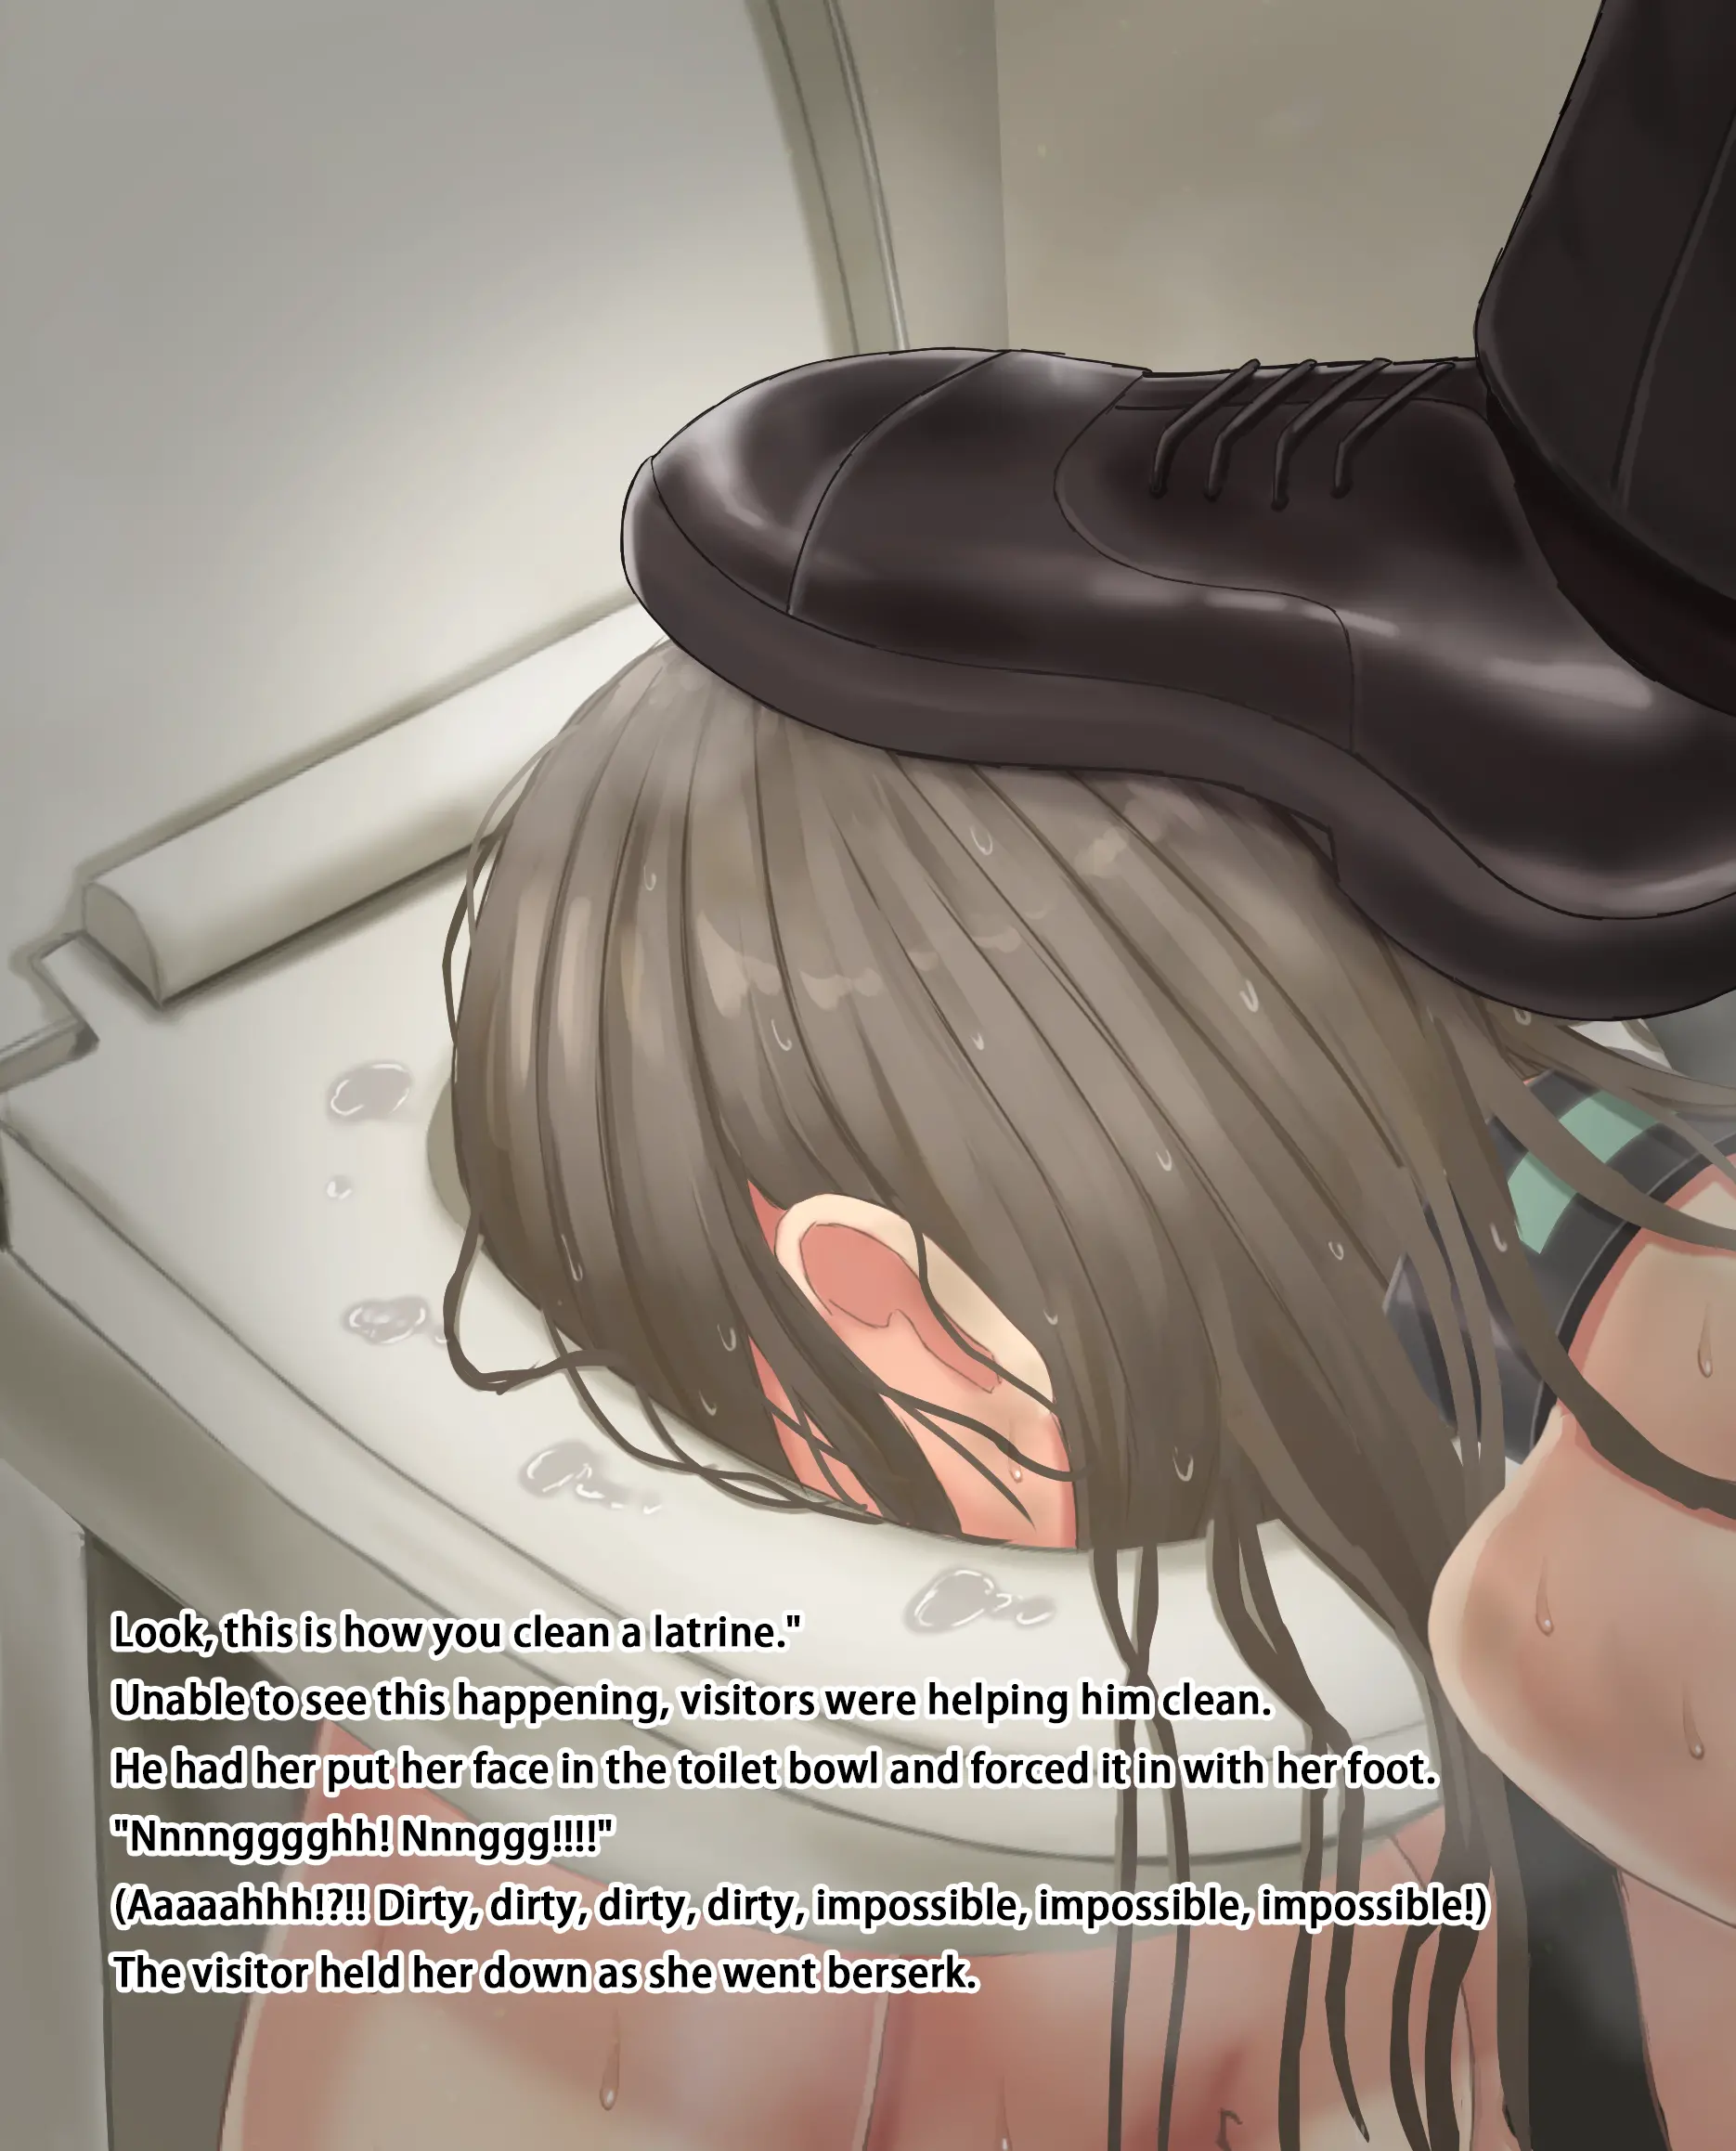 Look, this is how you clean a latrine."
Unable to see this happening, visitors were helping him clean.
He had her put her face in the toilet bowl and forced it in with her foot.
"Nnnngggghh! Nnnggg!!!!"
(Aaaaahhh!?!! Dirty, dirty, dirty, dirty, impossible, impossible, impossible!)
The visitor held her down as she went berserk.